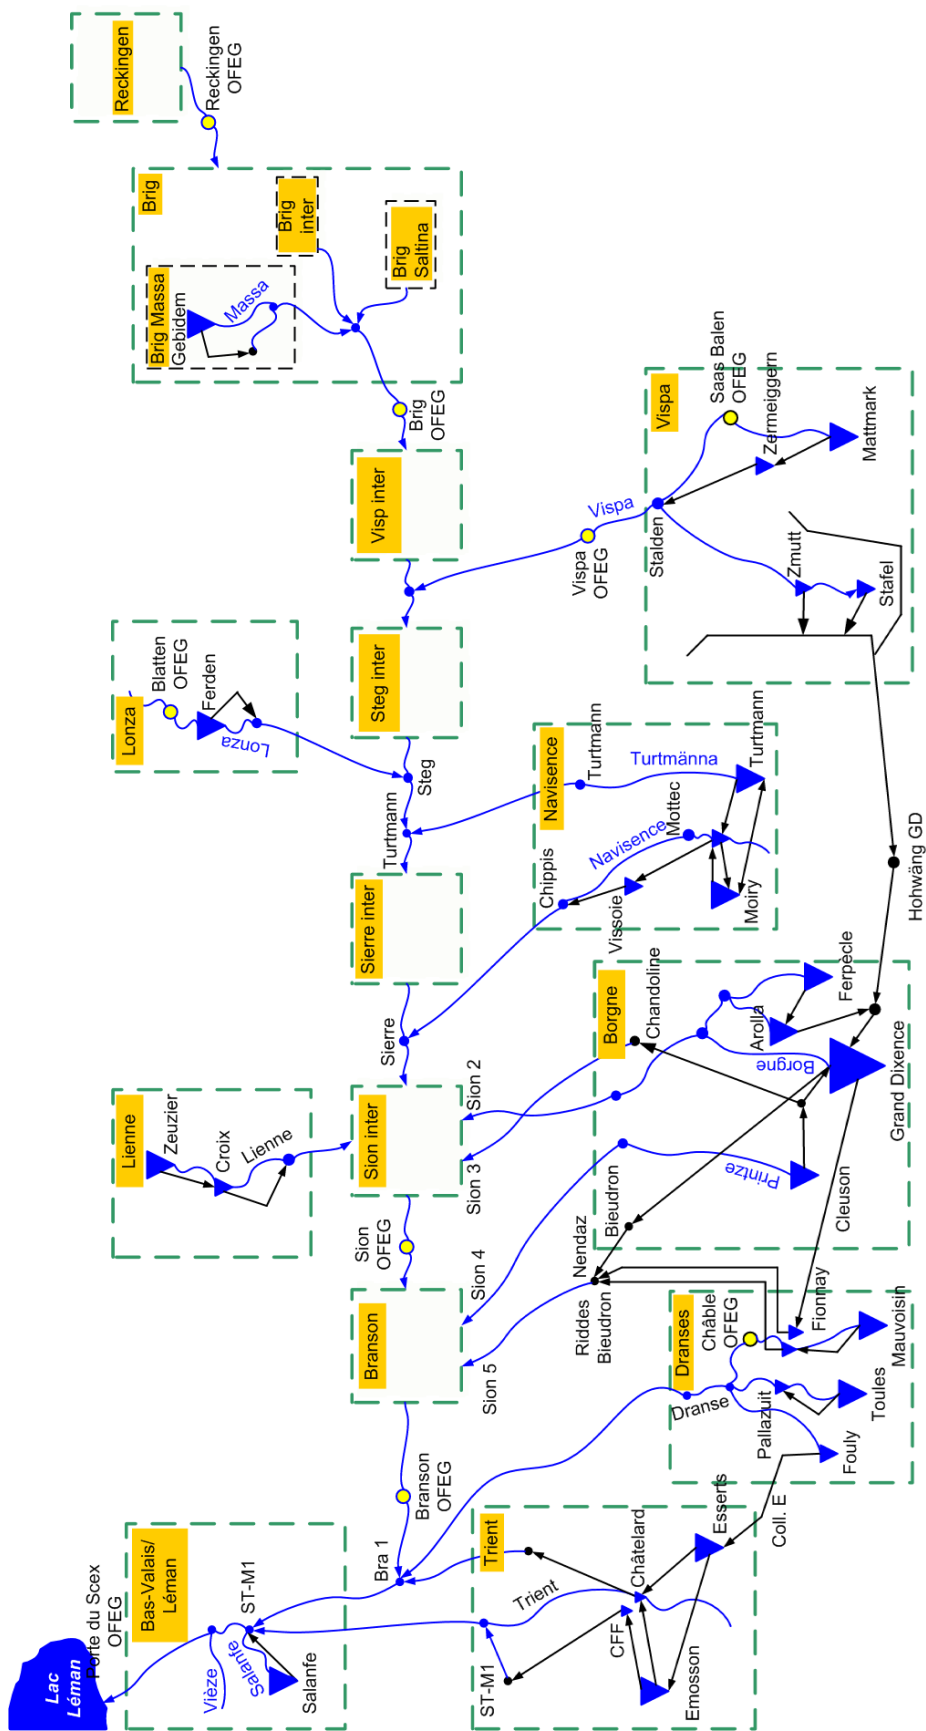 Reckingen
Reckingen
OFEG
Brig
Brig
inter
Brig
Saltina
Brig Massa
Gebidem
Massa
Brig
OFEG
Visp inter
Vispa
Saas Balen
OFEG
Zermeiggern
Mattmark
Stalden
Vispa
Vispa
OFEG
Zmutt
Stafel
Lonza
Blatten
OFEG
Ferden
Lonza
Steg inter
Steg
Turtmann
Navisence
Turtmann
Turtmänna
Turtmann
Mottec
Navisence
Chippis
Vissoie
Moiry
Hohwäng GD
Sierre inter
Sierre
Borgne
Chandoline
Ferpècle
Arolla
Borgne
Grand Dixence
Printze
Cleuson
Bieudron
Nendaz
Lienne
Zeuzier
Croix
Lienne
Sion inter
Sion 2
Sion 3
Sion
OFEG
Sion 4
Riddes
Bieudron
Branson
Sion 5
Dranses
Châble
OFEG
Fionnay
Mauvoisin
Dranse
Pallazuit
Toules
Fouly
Coll. E
Branson
OFEG
Bra 1
Trient
Esserts
Châtelard
Trient
CFF
Emosson
ST-M1
Bas-Valais/
Léman
ST-M1
Salanfe
Salanfe
Vièze
Porte du Scex
OFEG
Lac
Léman